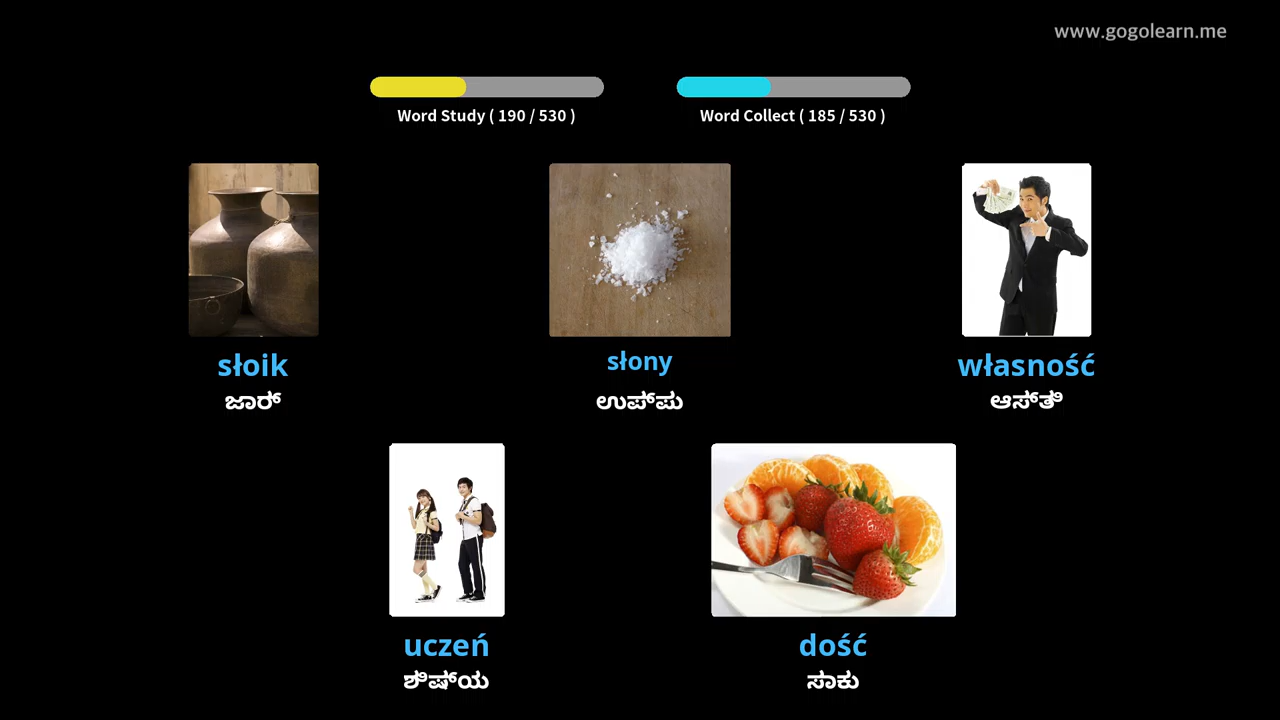 www.gogolearn.me
Word Study ( 190 / 530 )
Word Collect ( 185 / 530 )
słoik
ಜಾರ್
słony
ಉಪ್ಪು
własność
ಆಸ್ತಿ
uczeń
ಶಿಷ್ಯ
dość
ಸಾಕು